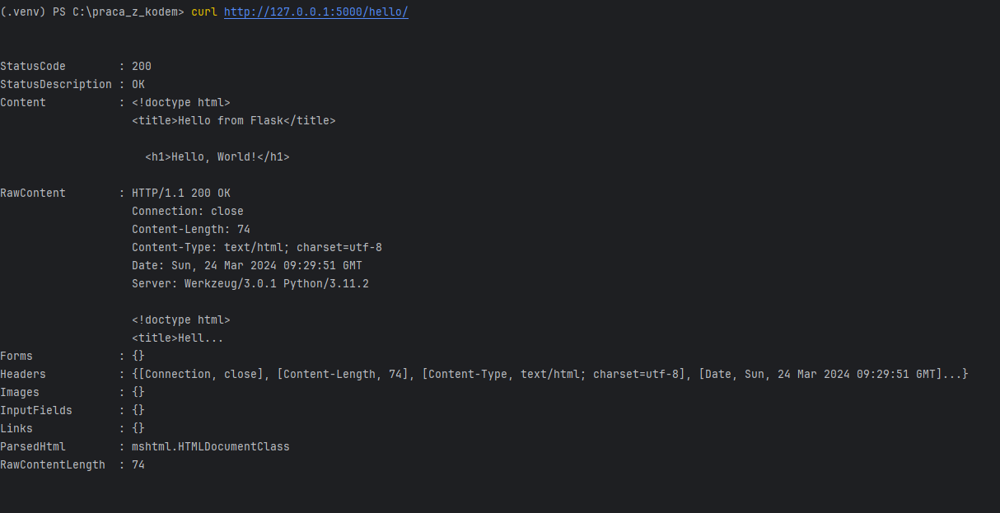 (.venv) PS C:\praca_z_kodem> curl http://127.0.0.1:5000/hello/
StatusCode        : 200
StatusDescription : OK
Content           : <!doctype html>
                    <title>Hello from Flask</title>
                      <h1>Hello, World!</h1>
RawContent        : HTTP/1.1 200 OK
                    Connection: close
                    Content-Length: 74
                    Content-Type: text/html; charset=utf-8
                    Date: Sun, 24 Mar 2024 09:29:51 GMT
                    Server: Werkzeug/3.0.1 Python/3.11.2
                    <!doctype html>
                    <title>Hell...
Forms             : {}
Headers           : {[Connection, close], [Content-Length, 74], [Content-Type, text/html; charset=utf-8], [Date, Sun, 24 Mar 2024 09:29:51 GMT]...}
Images            : {}
InputFields       : {}
Links             : {}
ParsedHtml        : mshtml.HTMLDocumentClass
RawContentLength  : 74